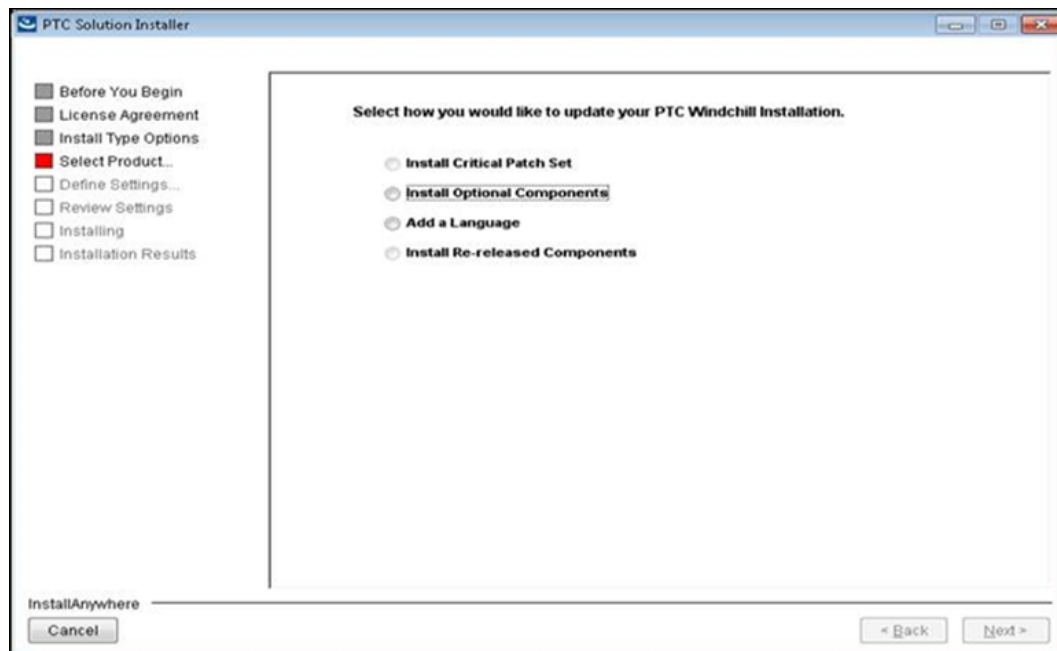 PTC Solution Installer
Before You Begin
License Agreement
Install Type Options
Select Product...
Define Settings...
Review Settings
Installing
Installation Results
Select how you would like to update your PTC Windchill Installation.
Install Critical Patch Set
Install Optional Components
Add a Language
Install Re-released Components
InstallAnywhere
Cancel
< Back
Next >